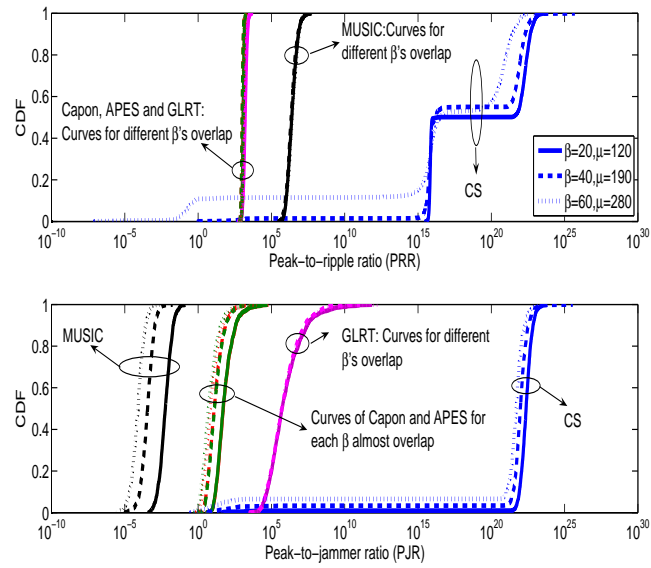 1
0.8
0.6
0.4
0.2
0
CDF
MUSIC:Curves for
different β's overlap
Capon, APES and GLRT:
Curves for different β's overlap
CS
β=20,μ=120
β=40,μ=190
β=60,μ=280
10^-10 10^-5 10^0 10^5 10^10 10^15 10^20 10^25 10^30
Peak-to-ripple ratio (PRR)
1
0.8
0.6
0.4
0.2
0
CDF
MUSIC
GLRT: Curves for different
β's overlap
Curves of Capon and APES for
each β almost overlap
CS
10^-10 10^-5 10^0 10^5 10^10 10^15 10^20 10^25 10^30
Peak-to-jammer ratio (PJR)